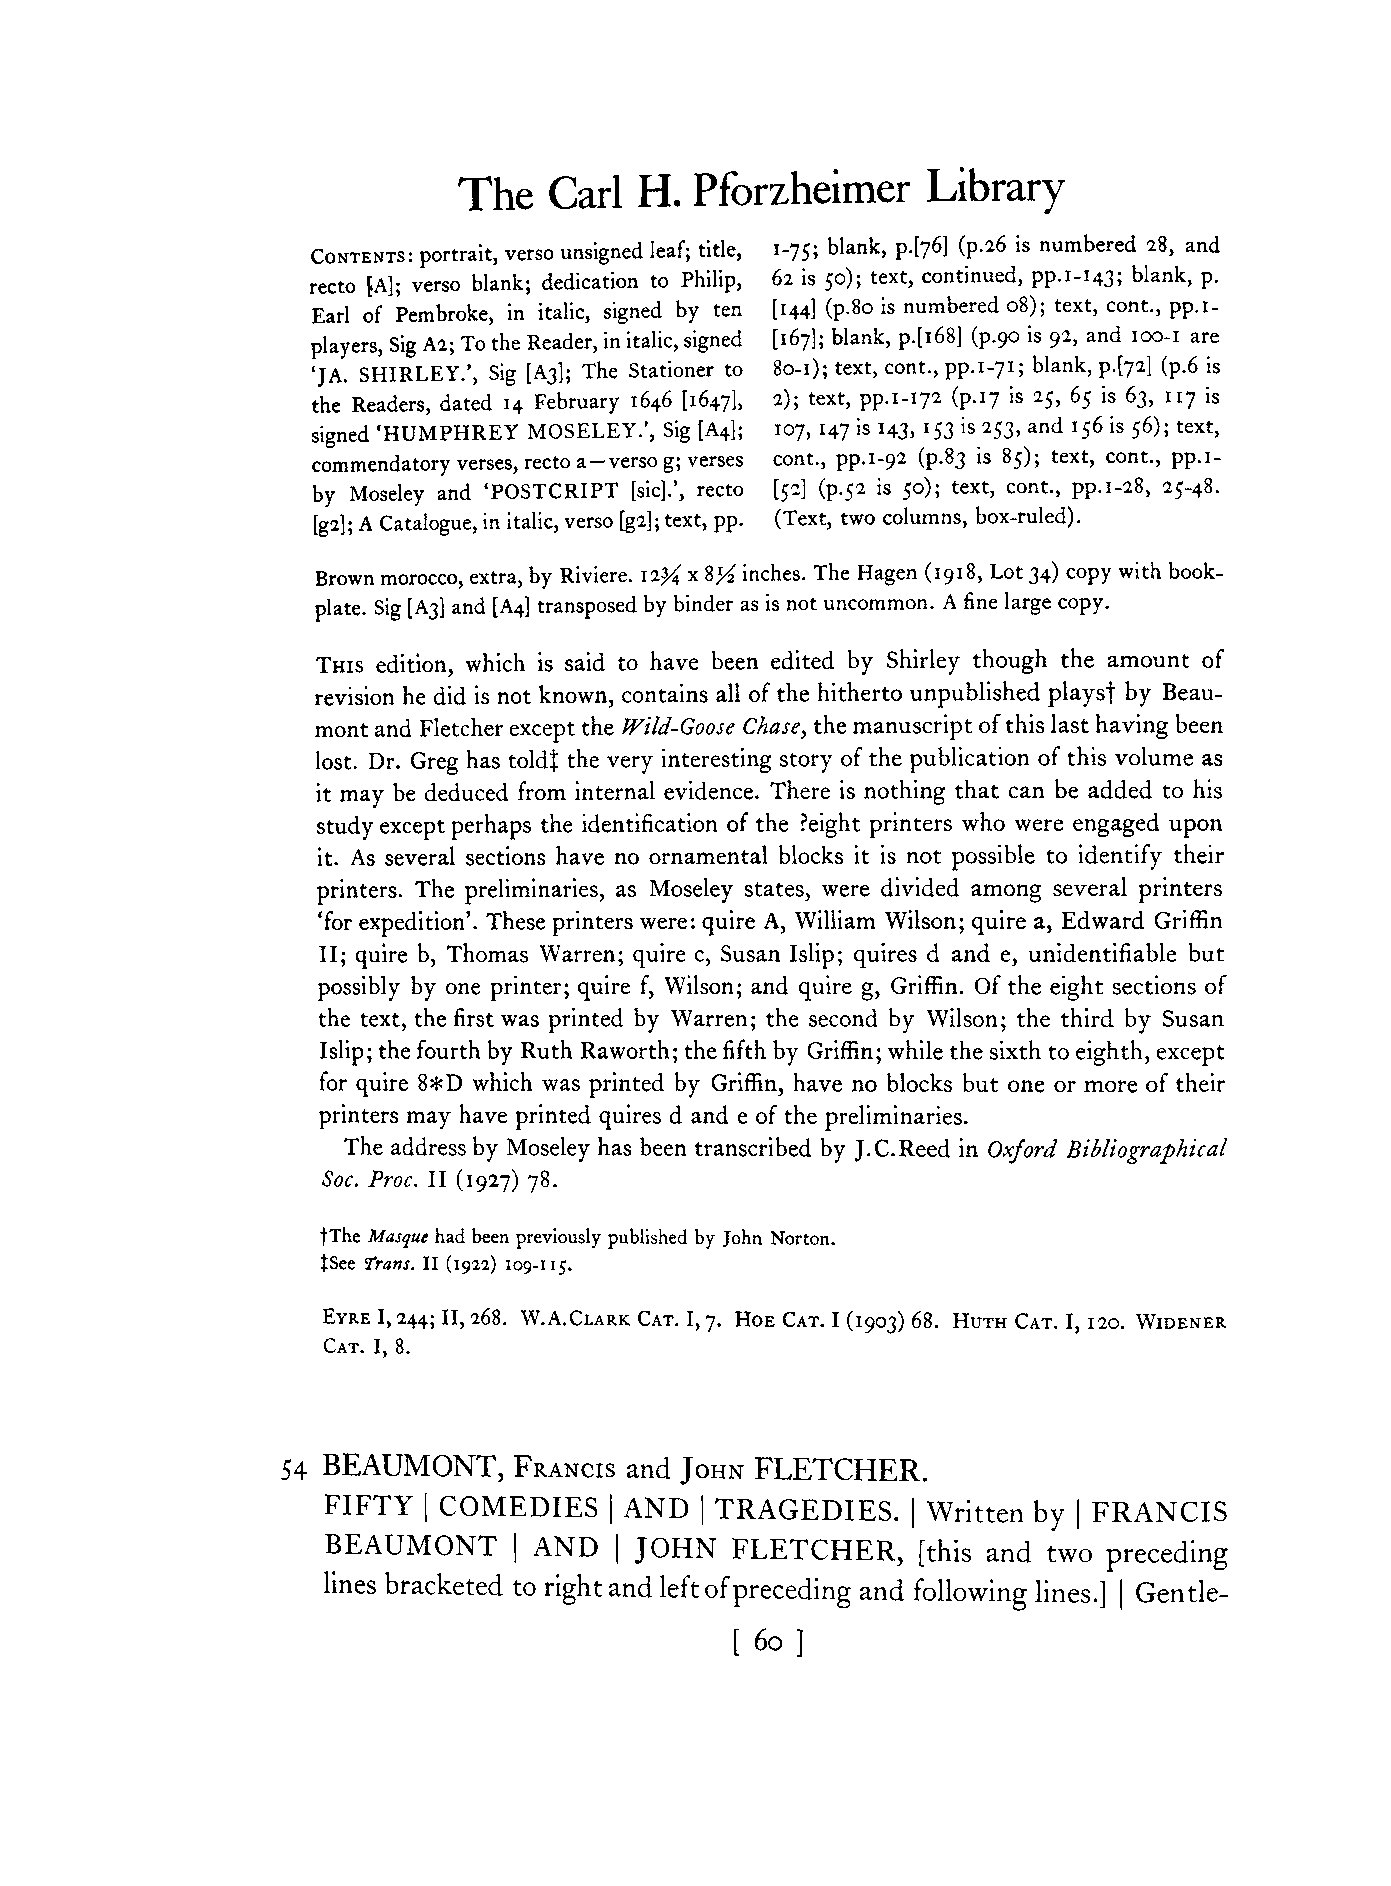 The Carl H. Pforzheimer Library
CONTENTS: portrait, verso unsigned leaf; title,
recto [A]; verso blank; dedication to Philip,
Earl of Pembroke, in italic, signed by ten
players, Sig A2; To the Reader, in italic, signed
‘JA. SHIRLEY.’, Sig [A3]; The Stationer to
the Readers, dated 14 February 1646 [1647],
signed ‘HUMPHREY MOSELEY.’, Sig [A4];
commendatory verses, recto a—verso g; verses
by Moseley and ‘POSTCRIPT [sic].’, recto
[g2]; A Catalogue, in italic, verso [g2]; text, pp.
1-75; blank, p.[76] (p.26 is numbered 28, and
62 is 50); text, continued, pp.1-143; blank, p.
[144] (p.80 is numbered 08); text, cont., pp.1-
[167]; blank, p.[168] (p.90 is 92, and 100-1 are
80-1); text, cont., pp.1-71; blank, p.[72] (p.6 is
2); text, pp.1-172 (p.17 is 25, 65 is 63, 117 is
107, 147 is 143, 153 is 253, and 156 is 56); text,
cont., pp.1-92 (p.83 is 85); text, cont., pp.1-
[52] (p.52 is 50); text, cont., pp.1-28, 25-48.
(Text, two columns, box-ruled).
Brown morocco, extra, by Riviere. 12¾ x 8½ inches. The Hagen (1918, Lot 34) copy with book-
plate. Sig [A3] and [A4] transposed by binder as is not uncommon. A fine large copy.
THIS edition, which is said to have been edited by Shirley though the amount of
revision he did is not known, contains all of the hitherto unpublished plays† by Beau-
mont and Fletcher except the Wild-Goose Chase, the manuscript of this last having been
lost. Dr. Greg has told‡ the very interesting story of the publication of this volume as
it may be deduced from internal evidence. There is nothing that can be added to his
study except perhaps the identification of the ?eight printers who were engaged upon
it. As several sections have no ornamental blocks it is not possible to identify their
printers. The preliminaries, as Moseley states, were divided among several printers
‘for expedition’. These printers were: quire A, William Wilson; quire a, Edward Griffin
II; quire b, Thomas Warren; quire c, Susan Islip; quires d and e, unidentifiable but
possibly by one printer; quire f, Wilson; and quire g, Griffin. Of the eight sections of
the text, the first was printed by Warren; the second by Wilson; the third by Susan
Islip; the fourth by Ruth Raworth; the fifth by Griffin; while the sixth to eighth, except
for quire 8*D which was printed by Griffin, have no blocks but one or more of their
printers may have printed quires d and e of the preliminaries.
The address by Moseley has been transcribed by J.C.Reed in Oxford Bibliographical
Soc. Proc. II (1927) 78.
†The Masque had been previously published by John Norton.
‡See Trans. II (1922) 109-115.
EYRE I, 244; II, 268. W.A.CLARK CAT. I, 7. HOE CAT. I (1903) 68. HUTH CAT. I, 120. WIDENER
CAT. I, 8.
54 BEAUMONT, FRANCIS and JOHN FLETCHER.
FIFTY | COMEDIES | AND | TRAGEDIES. | Written by | FRANCIS
BEAUMONT | AND | JOHN FLETCHER, [this and two preceding
lines bracketed to right and left of preceding and following lines.] | Gentle-
[ 60 ]